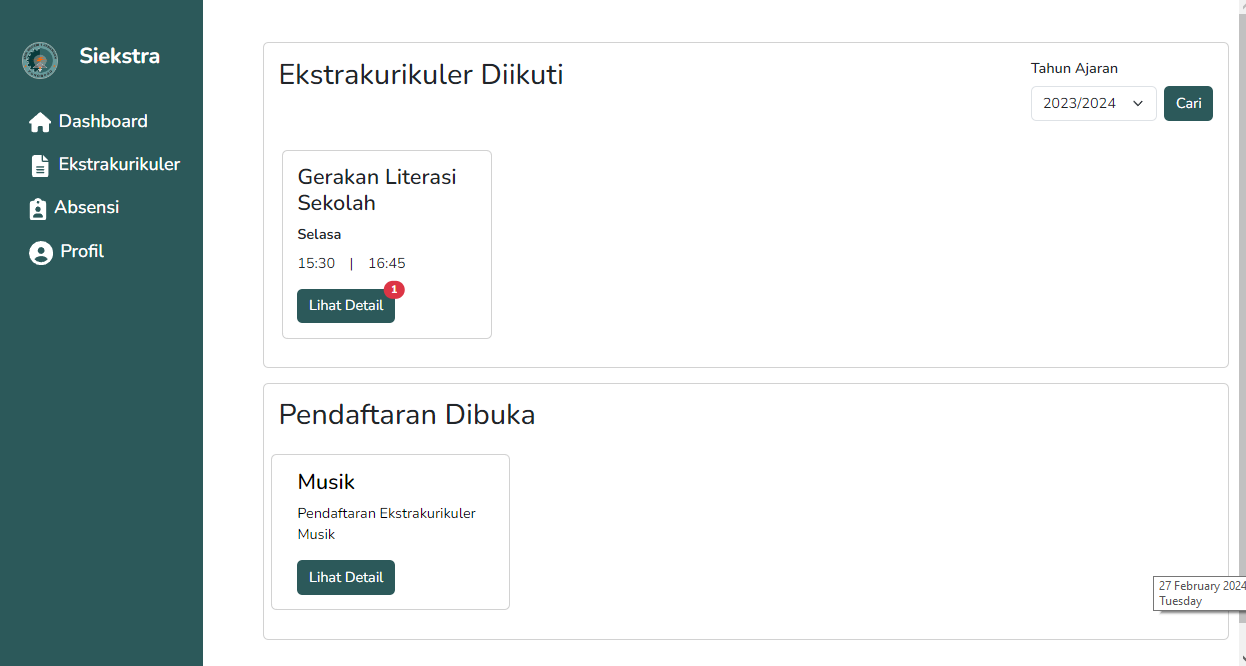 Siekstra
Dashboard
Ekstrakurikuler
Absensi
Profil
Ekstrakurikuler Diikuti
Tahun Ajaran
2023/2024
Cari
Gerakan Literasi
Sekolah
Selasa
15:30 | 16:45
1
Lihat Detail
Pendaftaran Dibuka
Musik
Pendaftaran Ekstrakurikuler
Musik
Lihat Detail
27 February 2024
Tuesday